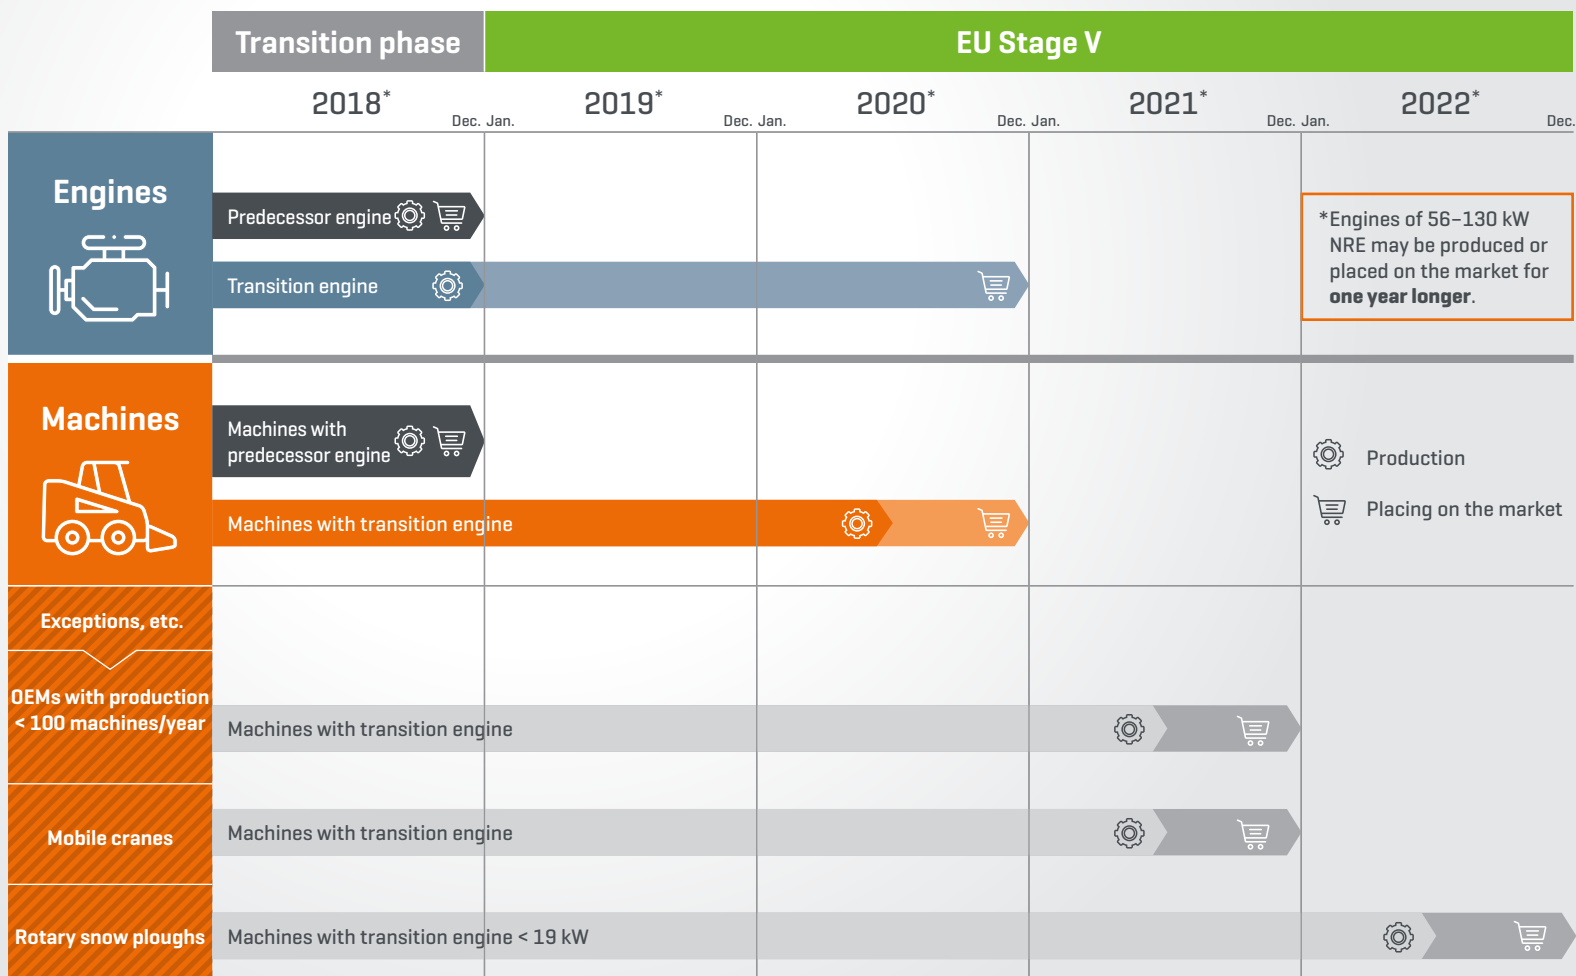 Transition phase
EU Stage V
2018*
2019*
2020*
2021*
2022*
Dec. Jan.
Dec. Jan.
Dec. Jan.
Dec. Jan.
Dec.
Engines
Predecessor engine
Transition engine
*Engines of 56–130 kW
NRE may be produced or
placed on the market for
one year longer.
Machines
Machines with
predecessor engine
Machines with transition engine
Production
Placing on the market
Exceptions, etc.
OEMs with production
< 100 machines/year
Machines with transition engine
Mobile cranes
Machines with transition engine
Rotary snow ploughs
Machines with transition engine < 19 kW